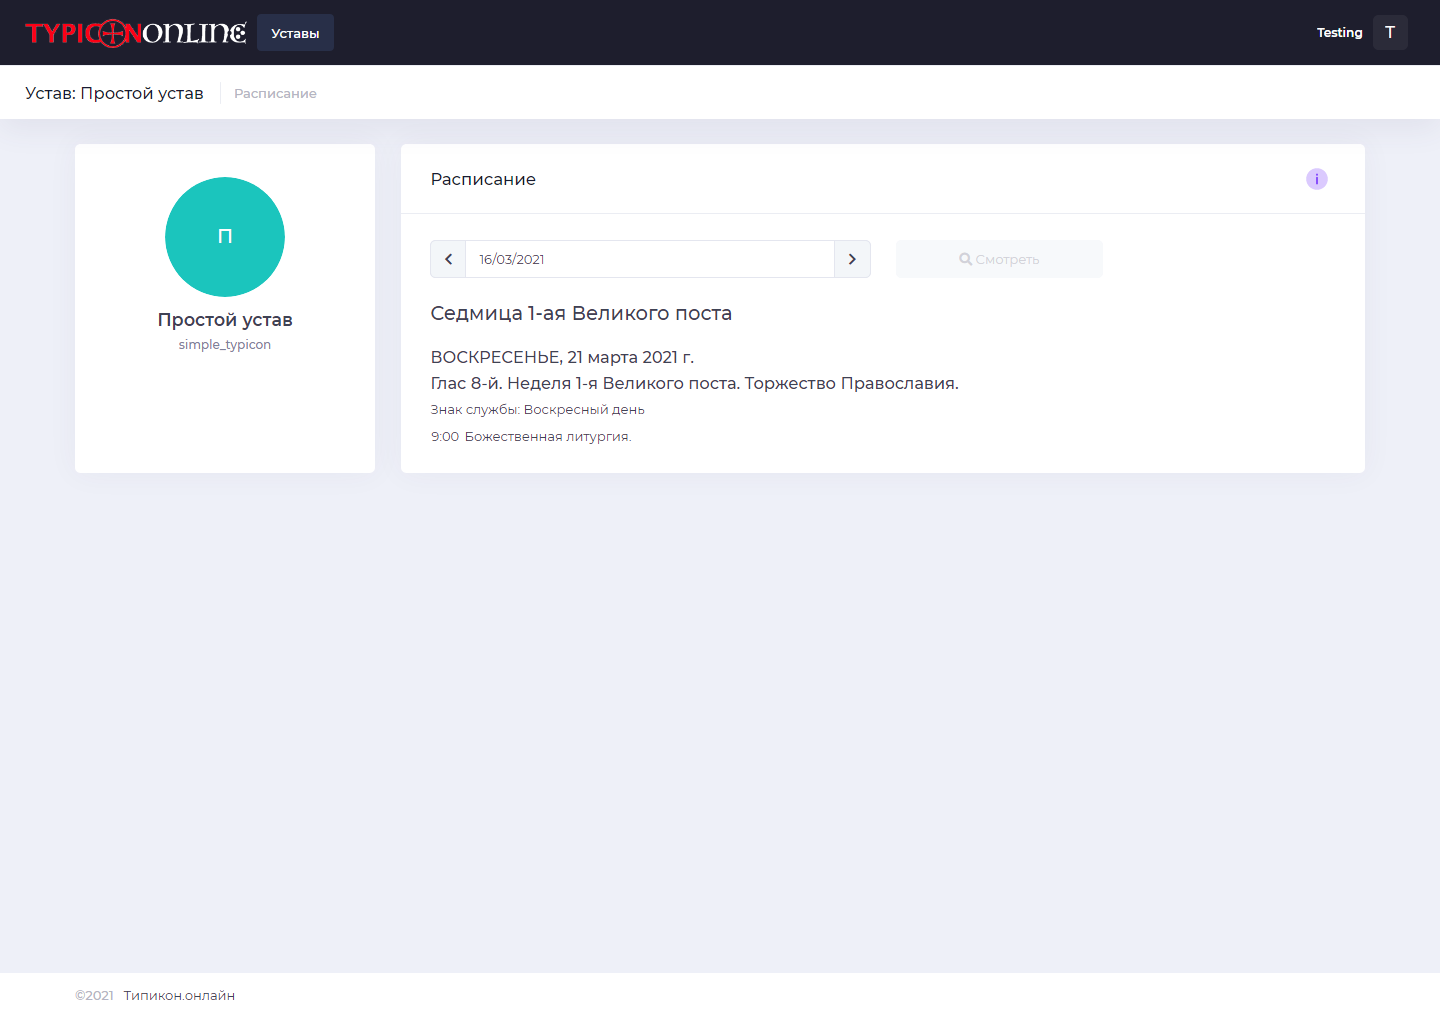 TYPICONONLINE
Уставы
Testing
T
Устав: Простой устав
Расписание
П
Простой устав
simple_typicon
Расписание
i
16/03/2021
Смотреть
Седмица 1-ая Великого поста
ВОСКРЕСЕНЬЕ, 21 марта 2021 г.
Глас 8-й. Неделя 1-я Великого поста. Торжество Православия.
Знак службы: Воскресный день
9:00 Божественная литургия.
©2021 Типикон.онлайн